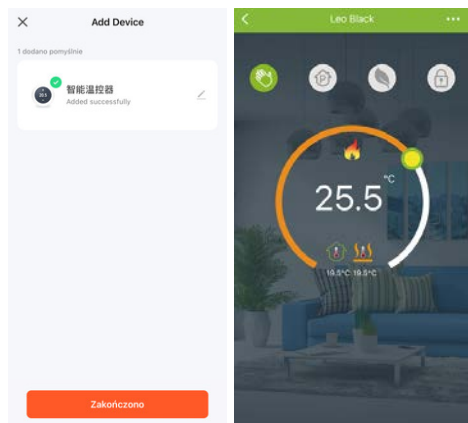 Add Device
1 dodano pomyślnie
智能温控器
Added successfully
Zakończono
Leo Black
25.5
°C
19.5°C 19.5°C